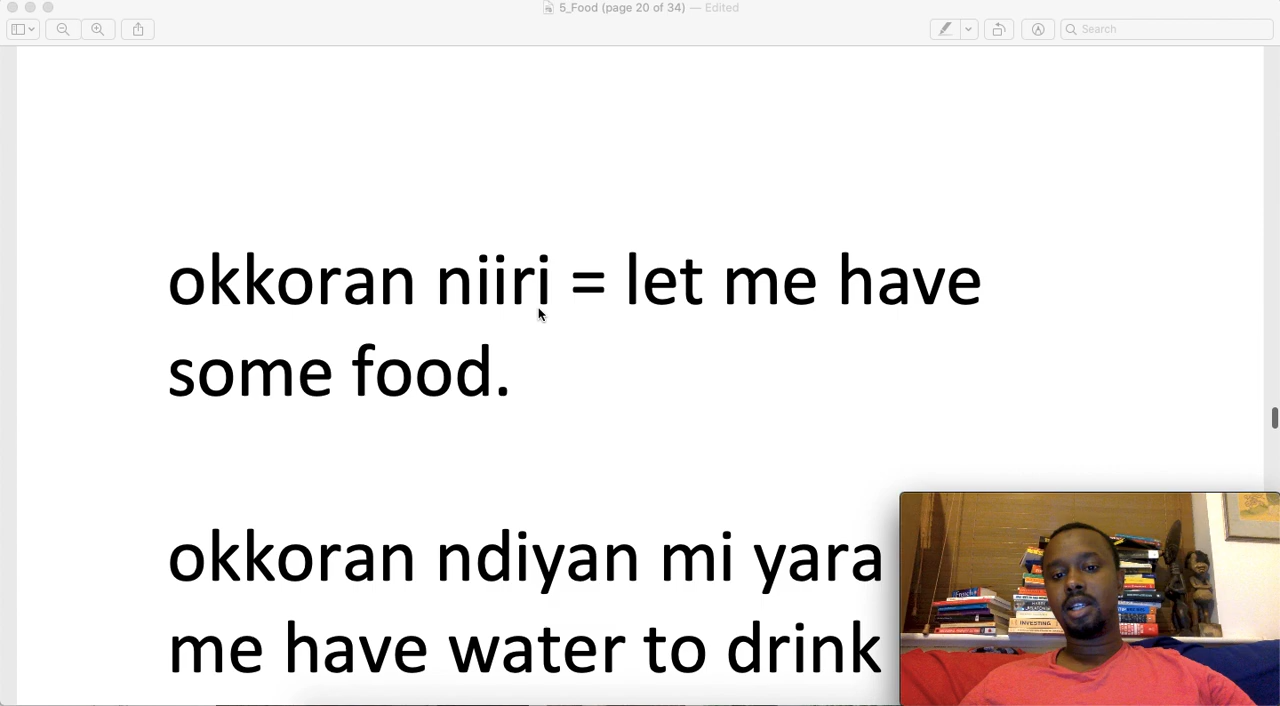 5_Food (page 20 of 34) — Edited
Search
okkoran niiri = let me have
some food.
okkoran ndiyan mi yara
me have water to drink
INVESTING